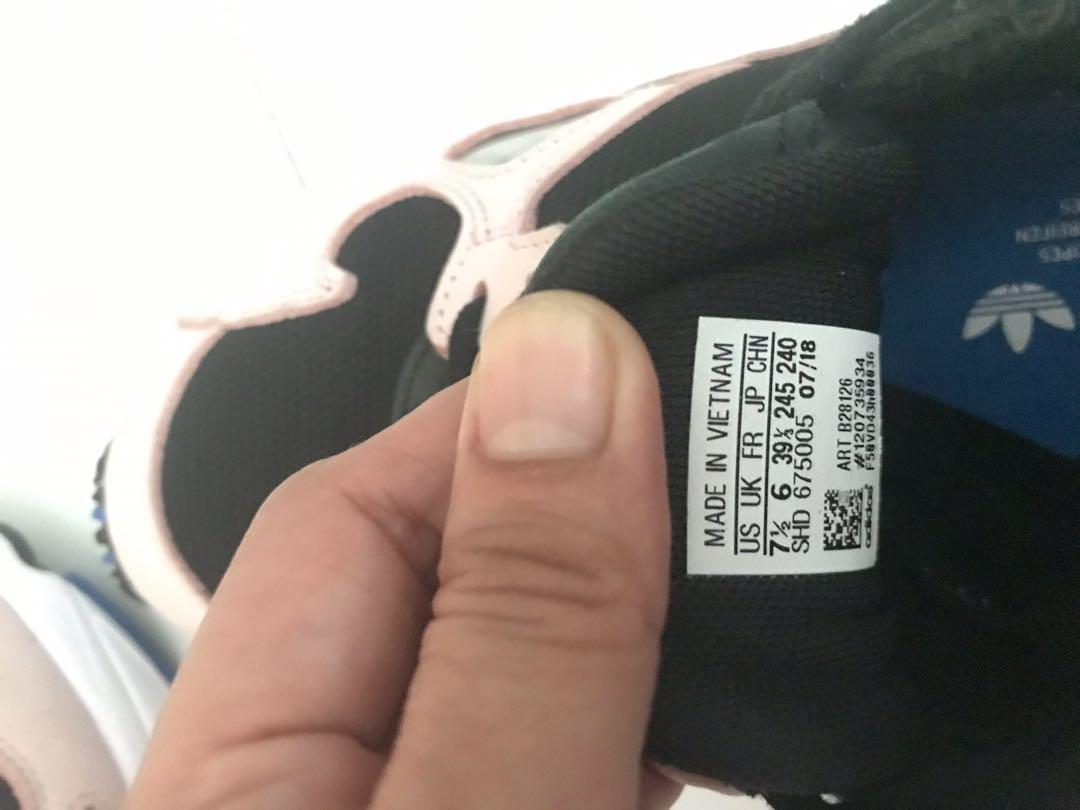 MADE IN VIETNAM
US UK FR JP CHN
7½ 6 39⅓ 245 240
SHD 675005 07/18
ART B28126
#120735934
adidas F50VD43h00036